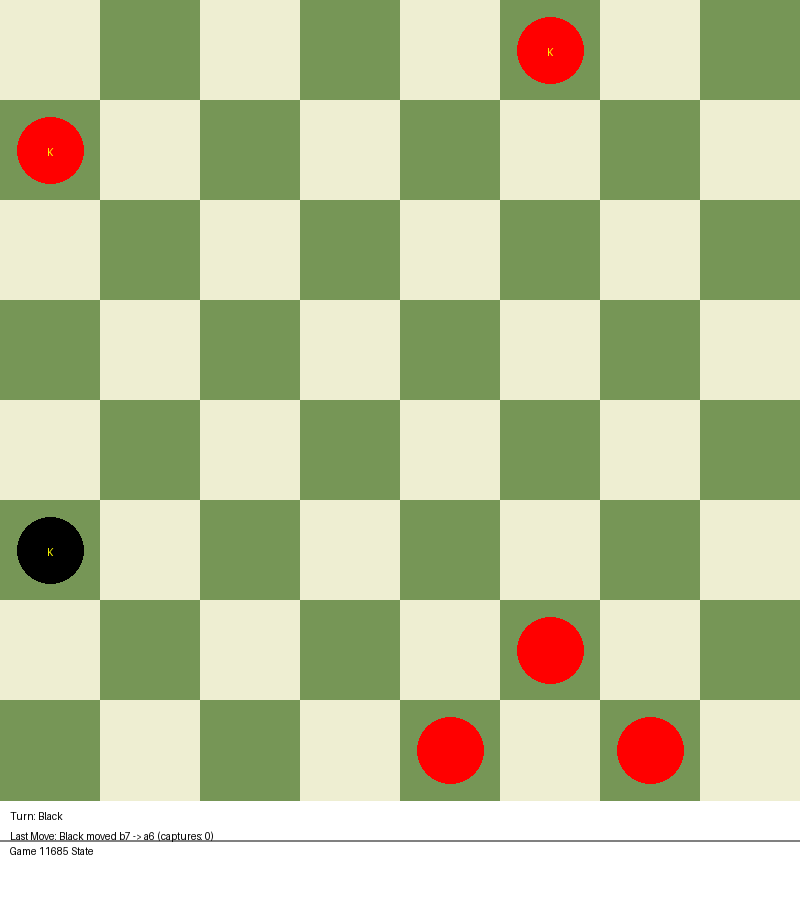 K
K
K
Turn: Black
Last Move: Black moved b7 -> a6 (captures: 0)
Game 11685 State